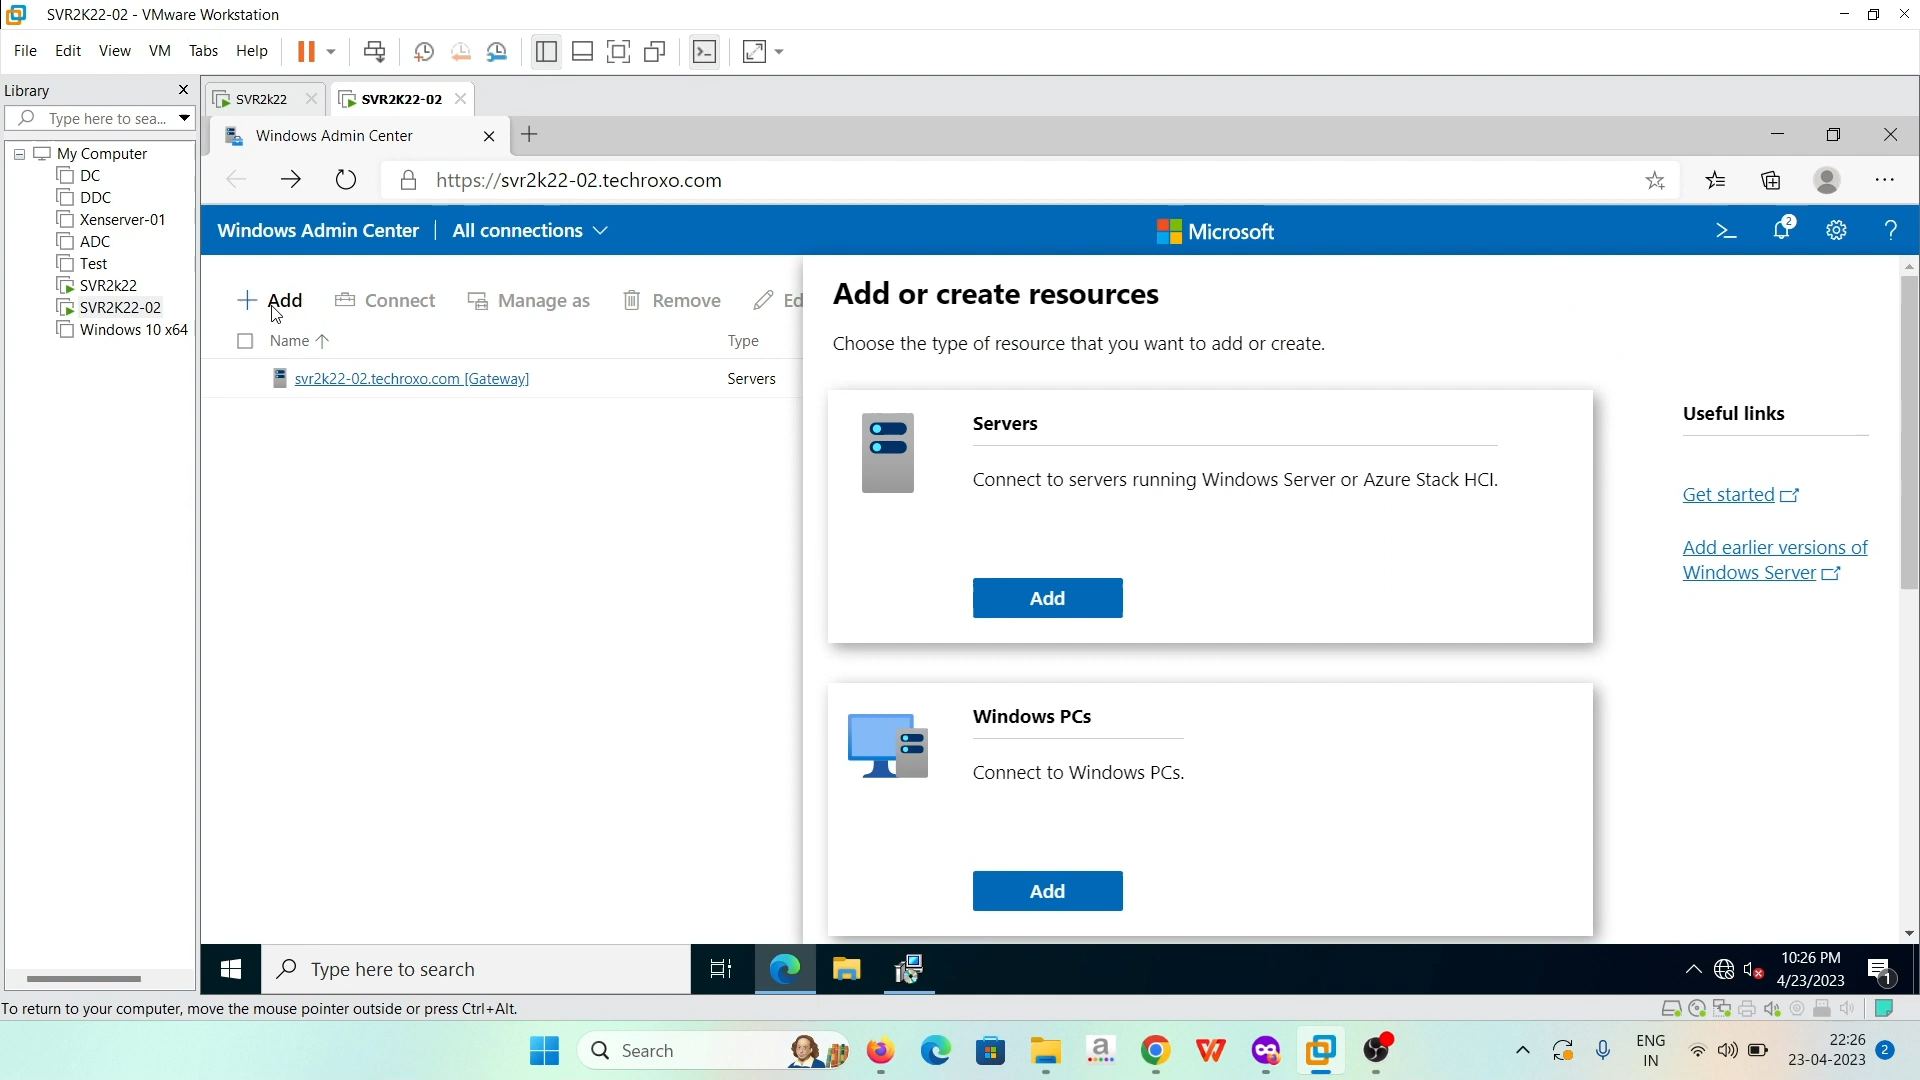 SVR2K22-02 - VMware Workstation
File Edit View VM Tabs Help
Library
Type here to sea...
My Computer
DC
DDC
Xenserver-01
ADC
Test
SVR2k22
SVR2K22-02
Windows 10 x64
SVR2k22
SVR2K22-02
Windows Admin Center
https://svr2k22-02.techroxo.com
Windows Admin Center
All connections
Microsoft
2
Add
Connect
Manage as
Remove
Ed
Name
Type
svr2k22-02.techroxo.com [Gateway]
Servers
Add or create resources
Choose the type of resource that you want to add or create.
Servers
Connect to servers running Windows Server or Azure Stack HCI.
Add
Windows PCs
Connect to Windows PCs.
Add
Useful links
Get started
Add earlier versions of
Windows Server
Type here to search
10:26 PM
4/23/2023
1
To return to your computer, move the mouse pointer outside or press Ctrl+Alt.
Search
ENG
IN
22:26
23-04-2023
2